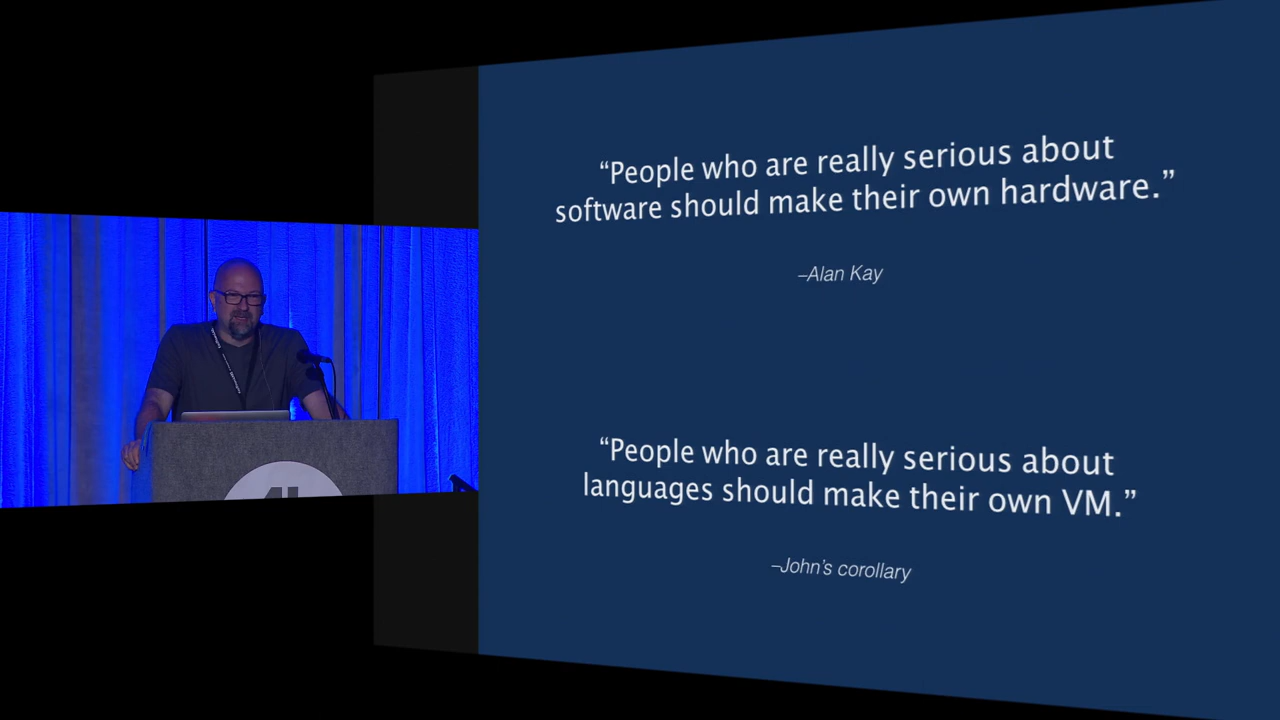 “People who are really serious about
software should make their own hardware.”
–Alan Kay
“People who are really serious about
languages should make their own VM.”
–John’s corollary